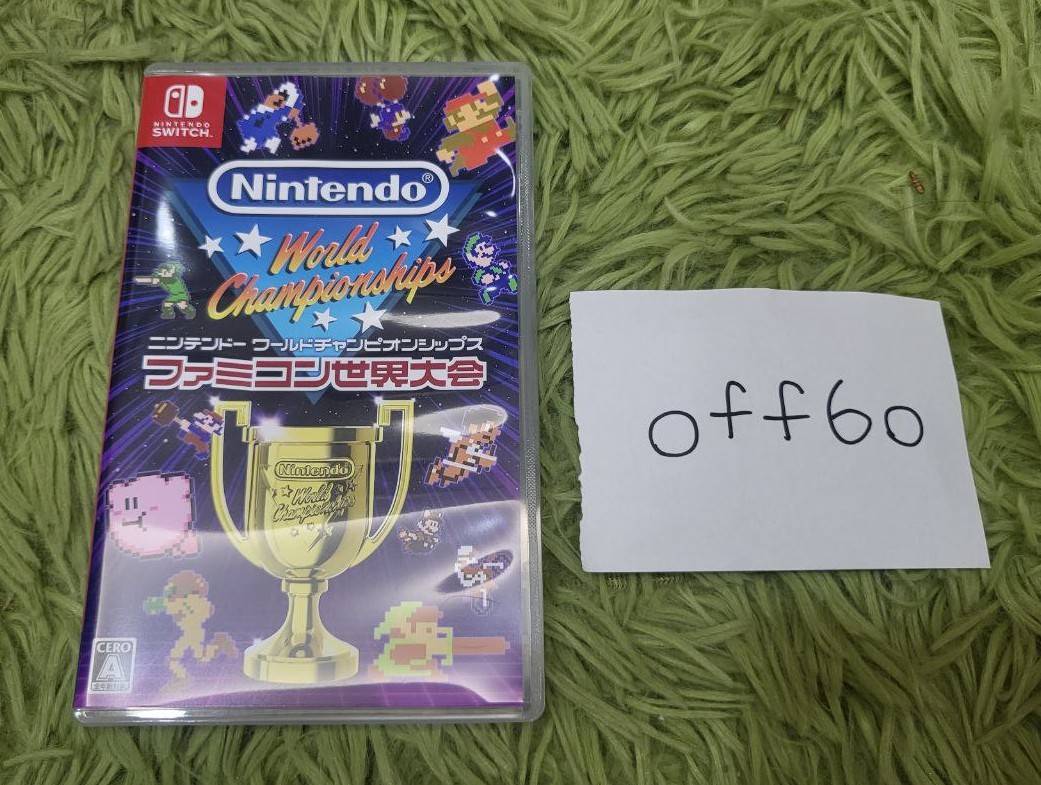 NINTENDO
SWITCH
Nintendo®
World
Championships
ニンテンドー ワールドチャンピオンシップス
ファミコン世界大会
Nintendo
World
Championships
CERO
A
off60